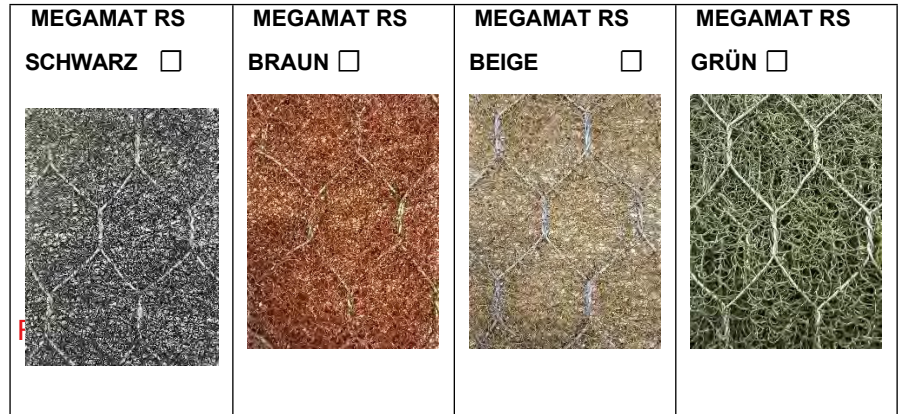 MEGAMAT RS
SCHWARZ ☐
MEGAMAT RS
BRAUN ☐
MEGAMAT RS
BEIGE ☐
MEGAMAT RS
GRÜN ☐